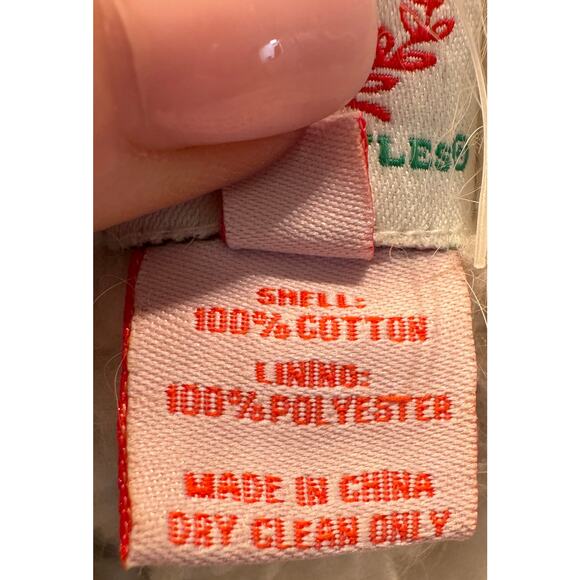 SHELL:
100% COTTON
LINING:
100% POLYESTER
MADE IN CHINA
DRY CLEAN ONLY